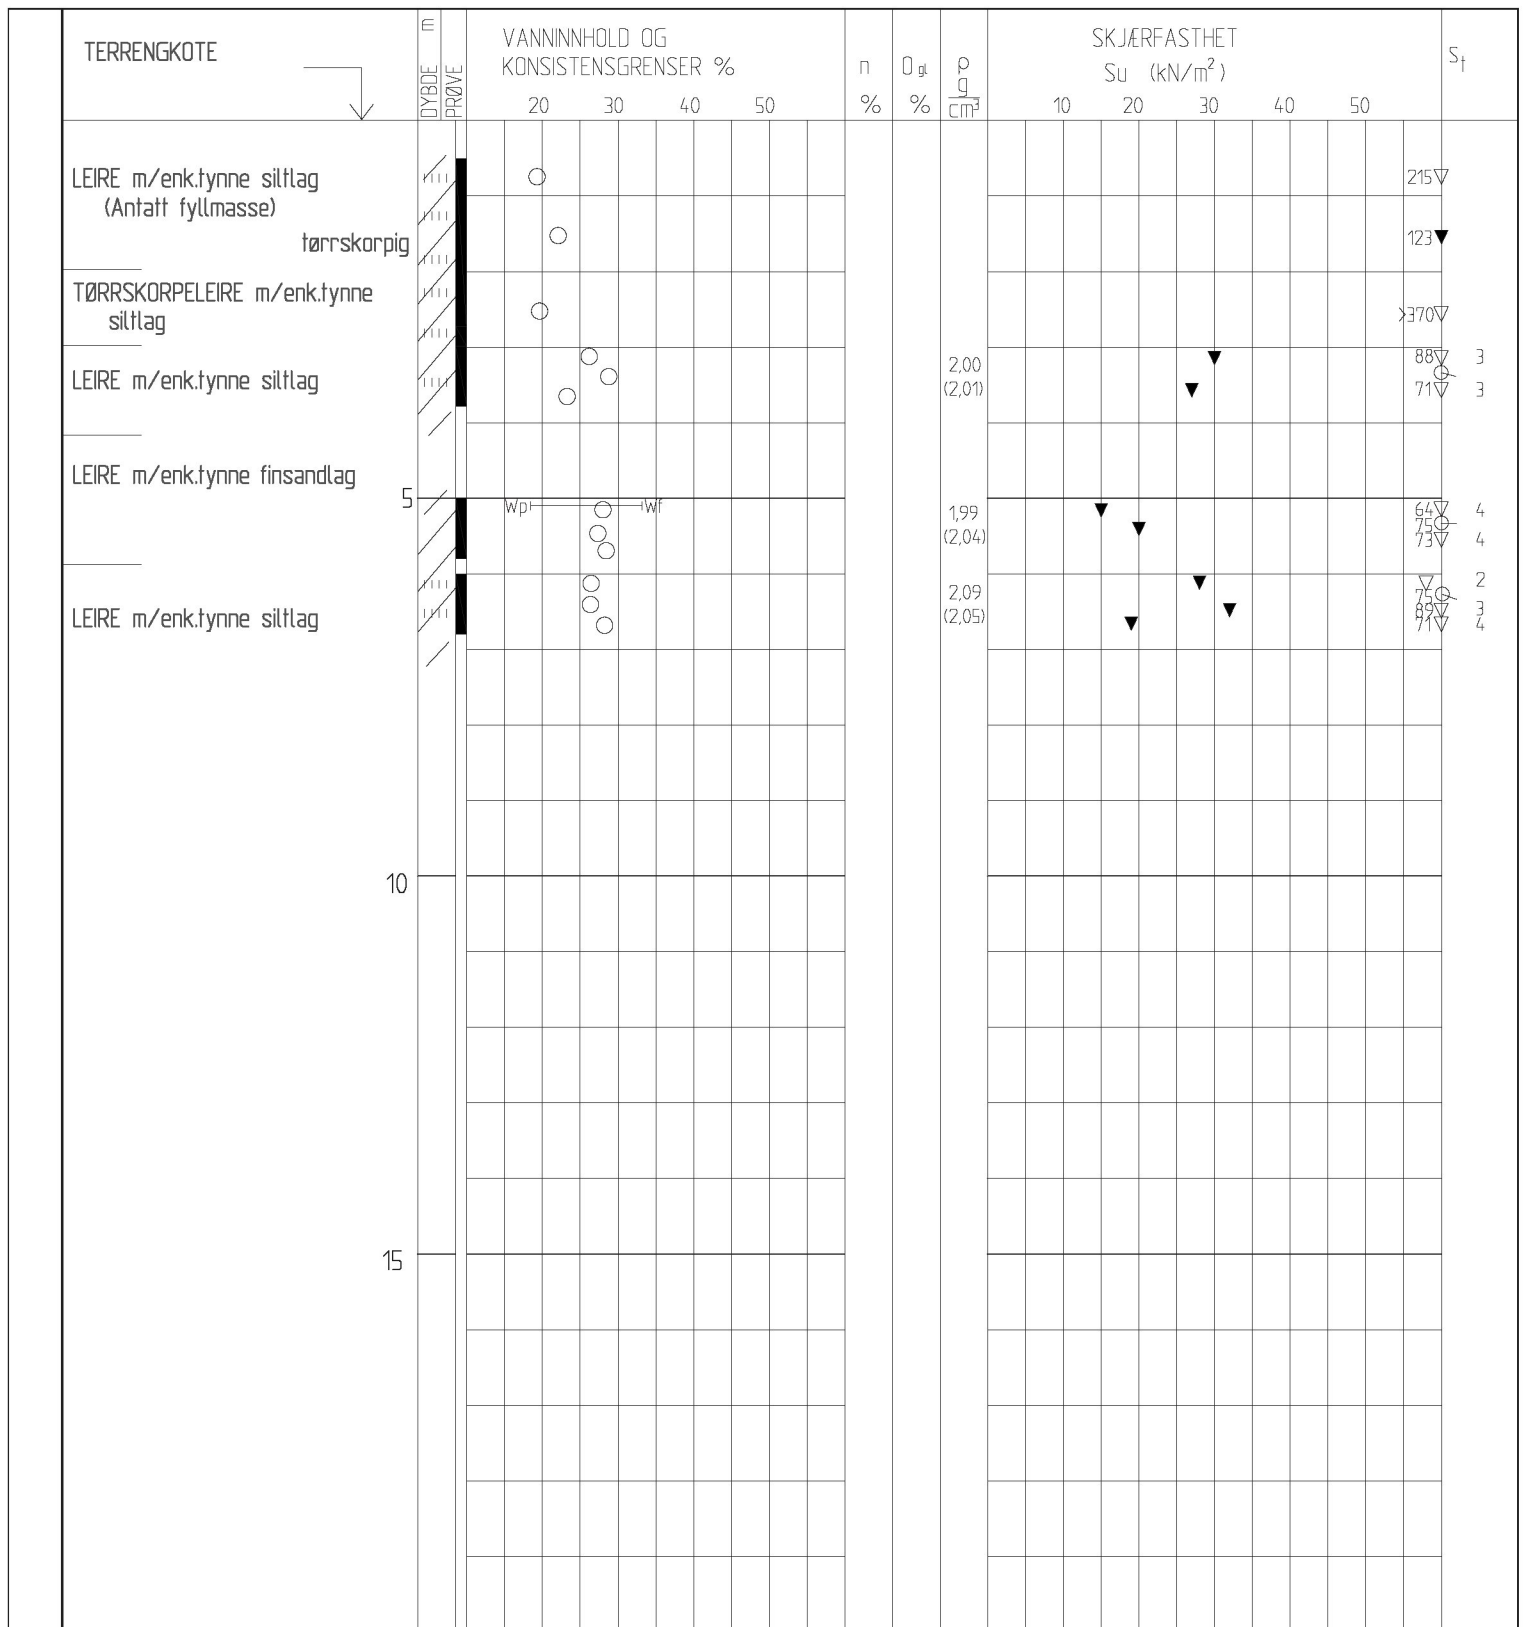 TERRENGKOTE
DYBDE m
PRØVE
VANNINNHOLD OG
KONSISTENSGRENSER %
20 30 40 50
n
%
O gl
%
ρ
g
cm³
SKJÆRFASTHET
Su (kN/m²)
10 20 30 40 50
St
LEIRE m/enk.tynne siltlag
(Antatt fyllmasse)
tørrskorpig
TØRRSKORPELEIRE m/enk.tynne
siltlag
LEIRE m/enk.tynne siltlag
LEIRE m/enk.tynne finsandlag
LEIRE m/enk.tynne siltlag
5
10
15
Wp Wf
2,00
(2,01)
1,99
(2,04)
2,09
(2,05)
215
123
>370
88 3
71 3
64 4
75
73 4
2
75
89 3
71 4